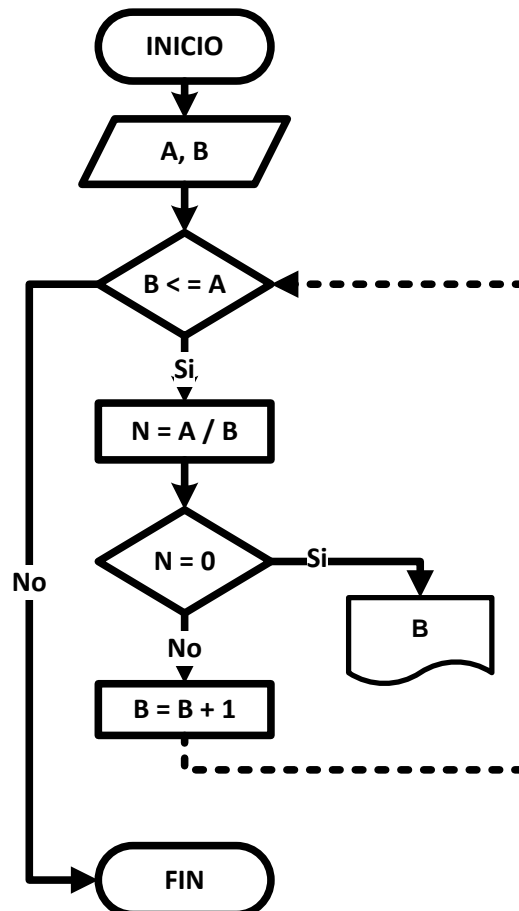 INICIO
A, B
B < = A
Si
N = A / B
N = 0
Si
No
B
No
B = B + 1
FIN